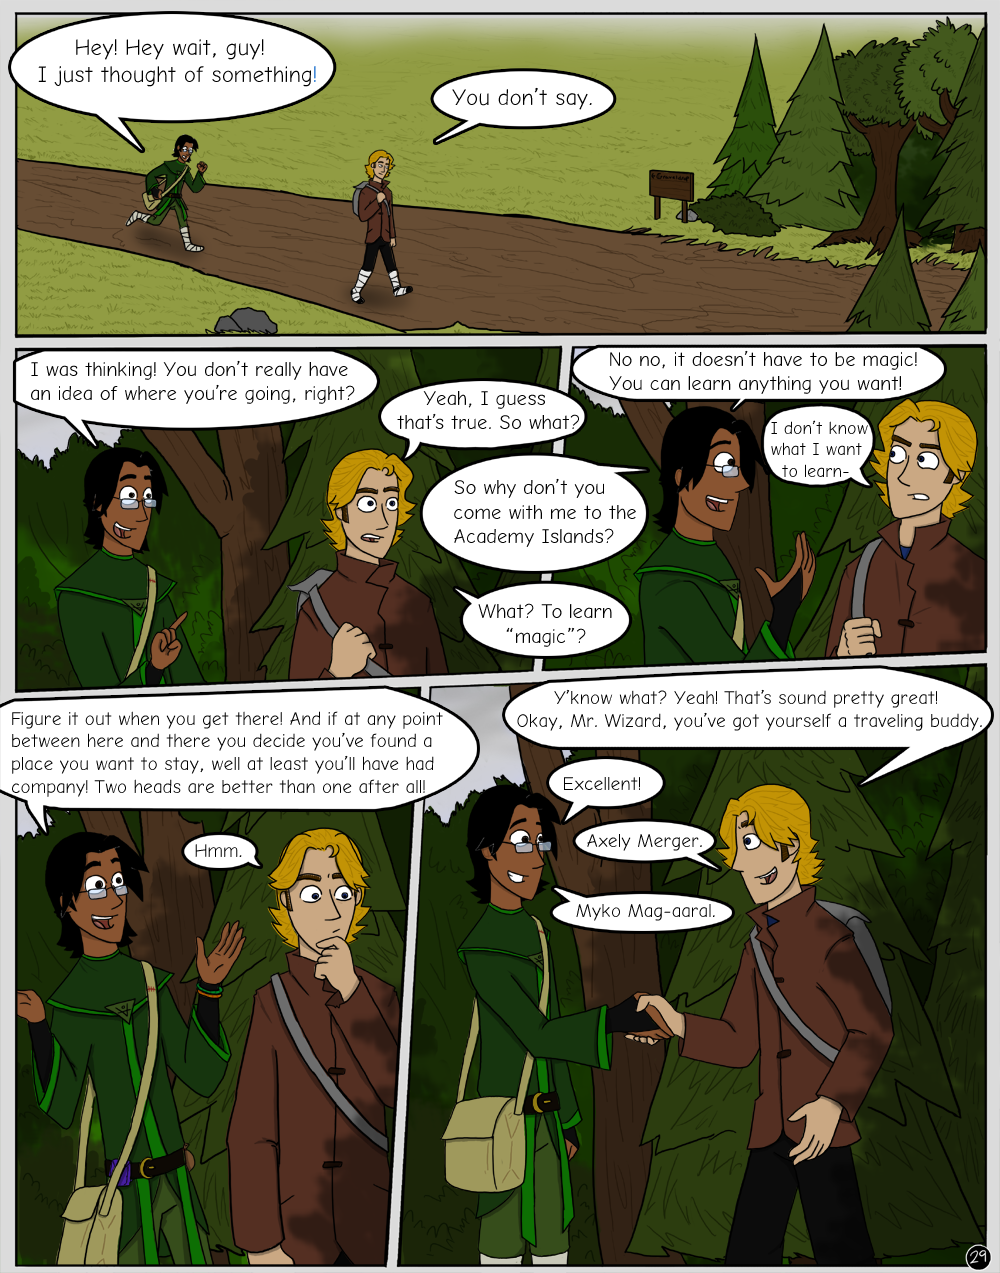 Hey! Hey wait, guy!
I just thought of something!
You don't say.
I was thinking! You don't really have
an idea of where you're going, right?
Yeah, I guess
that's true. So what?
So why don't you
come with me to the
Academy Islands?
What? To learn
"magic"?
No no, it doesn't have to be magic!
You can learn anything you want!
I don't know
what I want
to learn-
Figure it out when you get there! And if at any point
between here and there you decide you've found a
place you want to stay, well at least you'll have had
company! Two heads are better than one after all!
Hmm.
Y'know what? Yeah! That's sound pretty great!
Okay, Mr. Wizard, you've got yourself a traveling buddy.
Excellent!
Axely Merger.
Myko Mag-aaral.
29